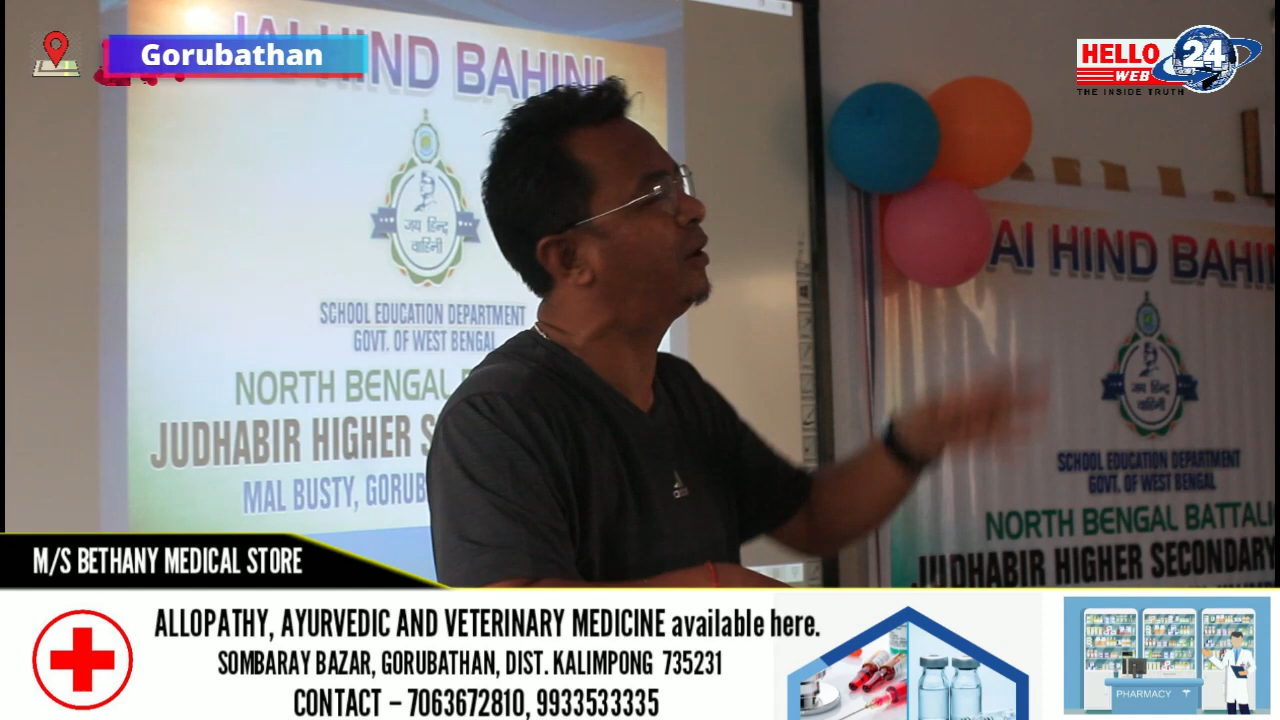 Gorubathan
HELLO
WEB
24
THE INSIDE TRUTH
JAI HIND BAHINI
जय हिन्द
वाहिनी
SCHOOL EDUCATION DEPARTMENT
GOVT. OF WEST BENGAL
NORTH BENGAL
JUDHABIR HIGHER
MAL BUSTY,
AI HIND BAHI
जय हिन्द
वाहिनी
SCHOOL EDUCATION DEPARTMENT
GOVT. OF WEST BENGAL
NORTH BENGAL BATTALI
JUDHABIR HIGHER SECONDARY
M/S BETHANY MEDICAL STORE
ALLOPATHY, AYURVEDIC AND VETERINARY MEDICINE available here.
SOMBARAY BAZAR, GORUBATHAN, DIST. KALIMPONG 735231
CONTACT – 7063672810, 9933533335
PHARMACY